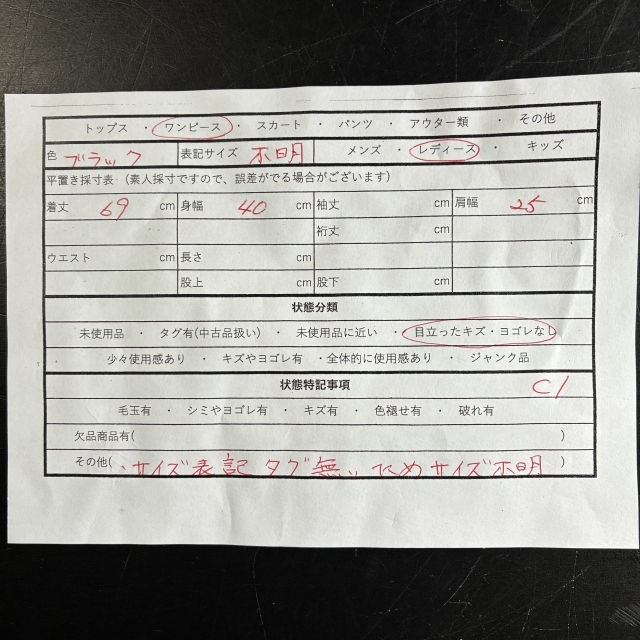 トップス ・ ワンピース ・ スカート ・ パンツ ・ アウター類 ・ その他
色 ブラック 表記サイズ 不明 メンズ ・ レディース ・ キッズ
平置き採寸表 (素人採寸ですので、誤差がでる場合がございます)
着丈 69 cm 身幅 40 cm 袖丈 cm 肩幅 25 cm
裄丈 cm
ウエスト cm 長さ cm
股上 cm 股下 cm
状態分類
未使用品 ・ タグ有(中古品扱い) ・ 未使用品に近い ・ 目立ったキズ・ヨゴレなし
少々使用感あり ・ キズやヨゴレ有 ・全体的に使用感あり ・ ジャンク品
状態特記事項 C1
毛玉有 ・ シミやヨゴレ有 ・ キズ有 ・ 色褪せ有 ・ 破れ有
欠品商品有( )
その他( ・サイズ表記タグ無いためサイズ不明 )